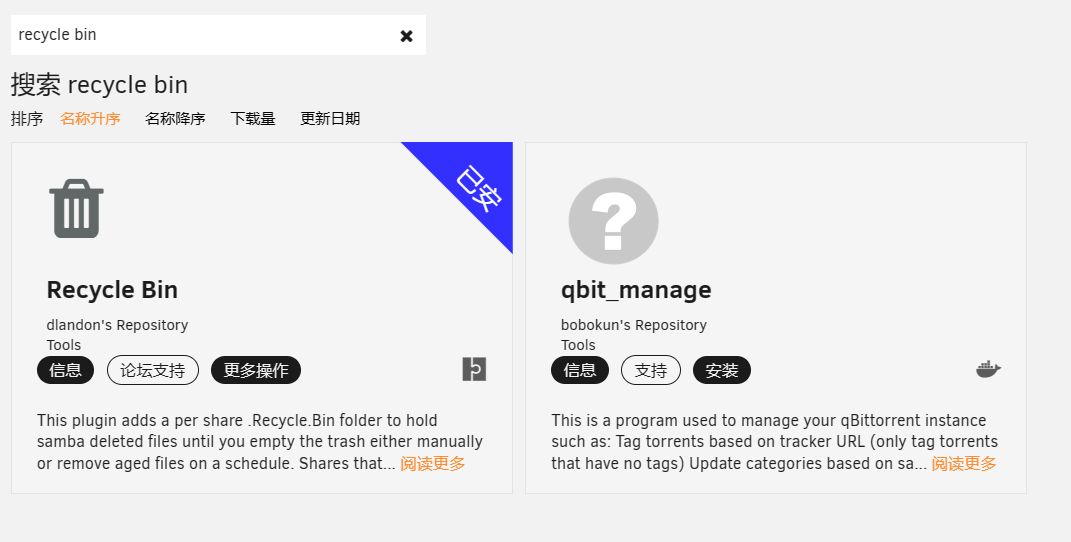 recycle bin
搜索 recycle bin
排序 名称升序 名称降序 下载量 更新日期
已安
Recycle Bin
dlandon's Repository
Tools
信息 论坛支持 更多操作
This plugin adds a per share .Recycle.Bin folder to hold
samba deleted files until you empty the trash either manually
or remove aged files on a schedule. Shares that... 阅读更多
qbit_manage
bobokun's Repository
Tools
信息 支持 安装
This is a program used to manage your qBittorrent instance
such as: Tag torrents based on tracker URL (only tag torrents
that have no tags) Update categories based on sa... 阅读更多